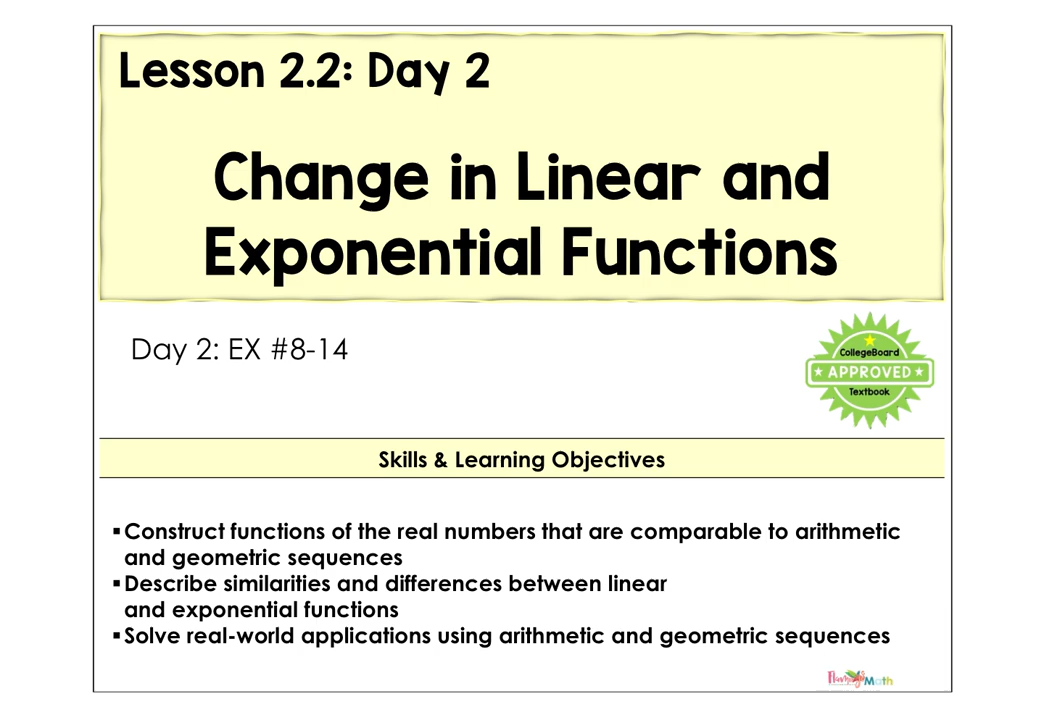 Lesson 2.2: Day 2
Change in Linear and
Exponential Functions
Day 2: EX #8-14
CollegeBoard
★ APPROVED ★
Textbook
Skills & Learning Objectives
▪ Construct functions of the real numbers that are comparable to arithmetic
and geometric sequences
▪ Describe similarities and differences between linear
and exponential functions
▪ Solve real-world applications using arithmetic and geometric sequences
Math